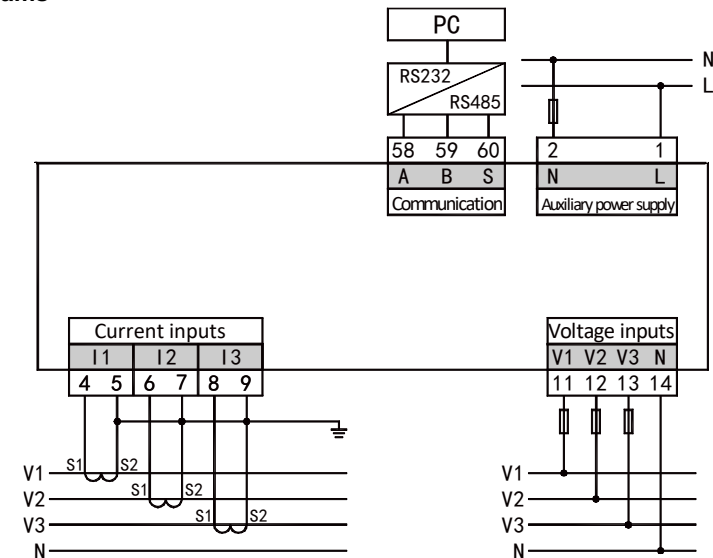 PC
RS232
RS485
N
L
58 59 60
A B S
Communication
2 1
N L
Auxiliary power supply
Current inputs
I1 I2 I3
4 5 6 7 8 9
Voltage inputs
V1 V2 V3 N
11 12 13 14
V1 S1 S2
V2 S1 S2
V3 S1 S2
N
V1
V2
V3
N